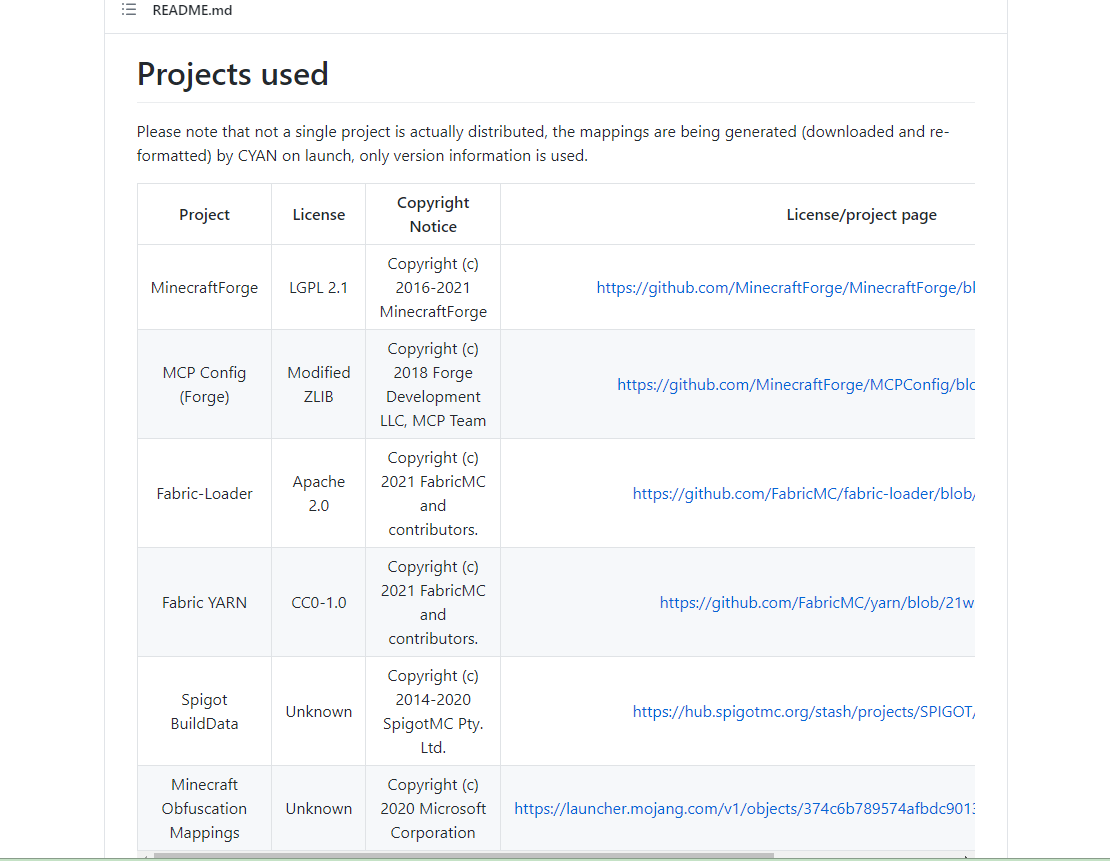 README.md
Projects used
Please note that not a single project is actually distributed, the mappings are being generated (downloaded and re-
formatted) by CYAN on launch, only version information is used.
Project
License
Copyright
Notice
License/project page
MinecraftForge
LGPL 2.1
Copyright (c)
2016-2021
MinecraftForge
https://github.com/MinecraftForge/MinecraftForge/bl
MCP Config
(Forge)
Modified
ZLIB
Copyright (c)
2018 Forge
Development
LLC, MCP Team
https://github.com/MinecraftForge/MCPConfig/blo
Fabric-Loader
Apache
2.0
Copyright (c)
2021 FabricMC
and
contributors.
https://github.com/FabricMC/fabric-loader/blob/
Fabric YARN
CC0-1.0
Copyright (c)
2021 FabricMC
and
contributors.
https://github.com/FabricMC/yarn/blob/21w
Spigot
BuildData
Unknown
Copyright (c)
2014-2020
SpigotMC Pty.
Ltd.
https://hub.spigotmc.org/stash/projects/SPIGOT/
Minecraft
Obfuscation
Mappings
Unknown
Copyright (c)
2020 Microsoft
Corporation
https://launcher.mojang.com/v1/objects/374c6b789574afbdc9013